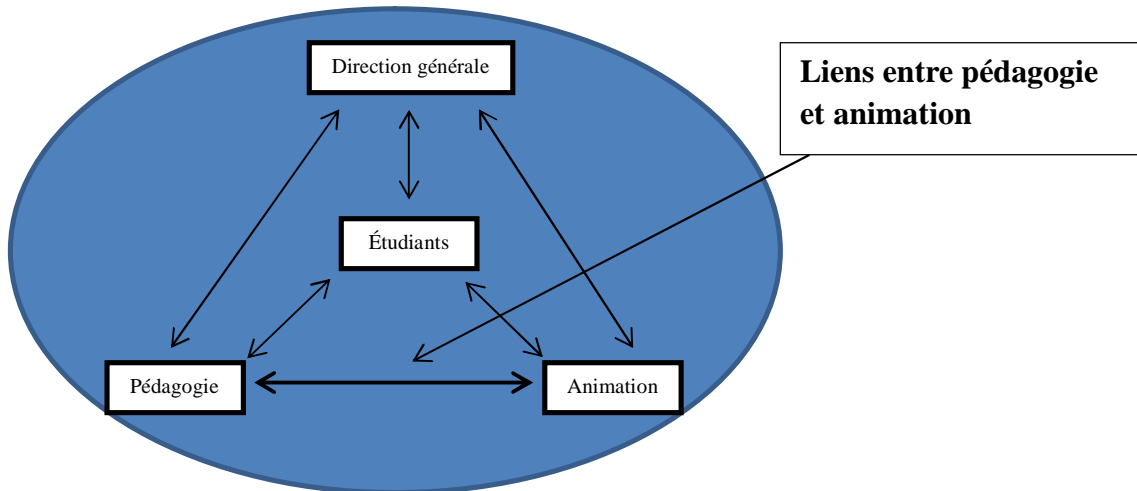 Direction générale
Liens entre pédagogie
et animation
Étudiants
Pédagogie
Animation